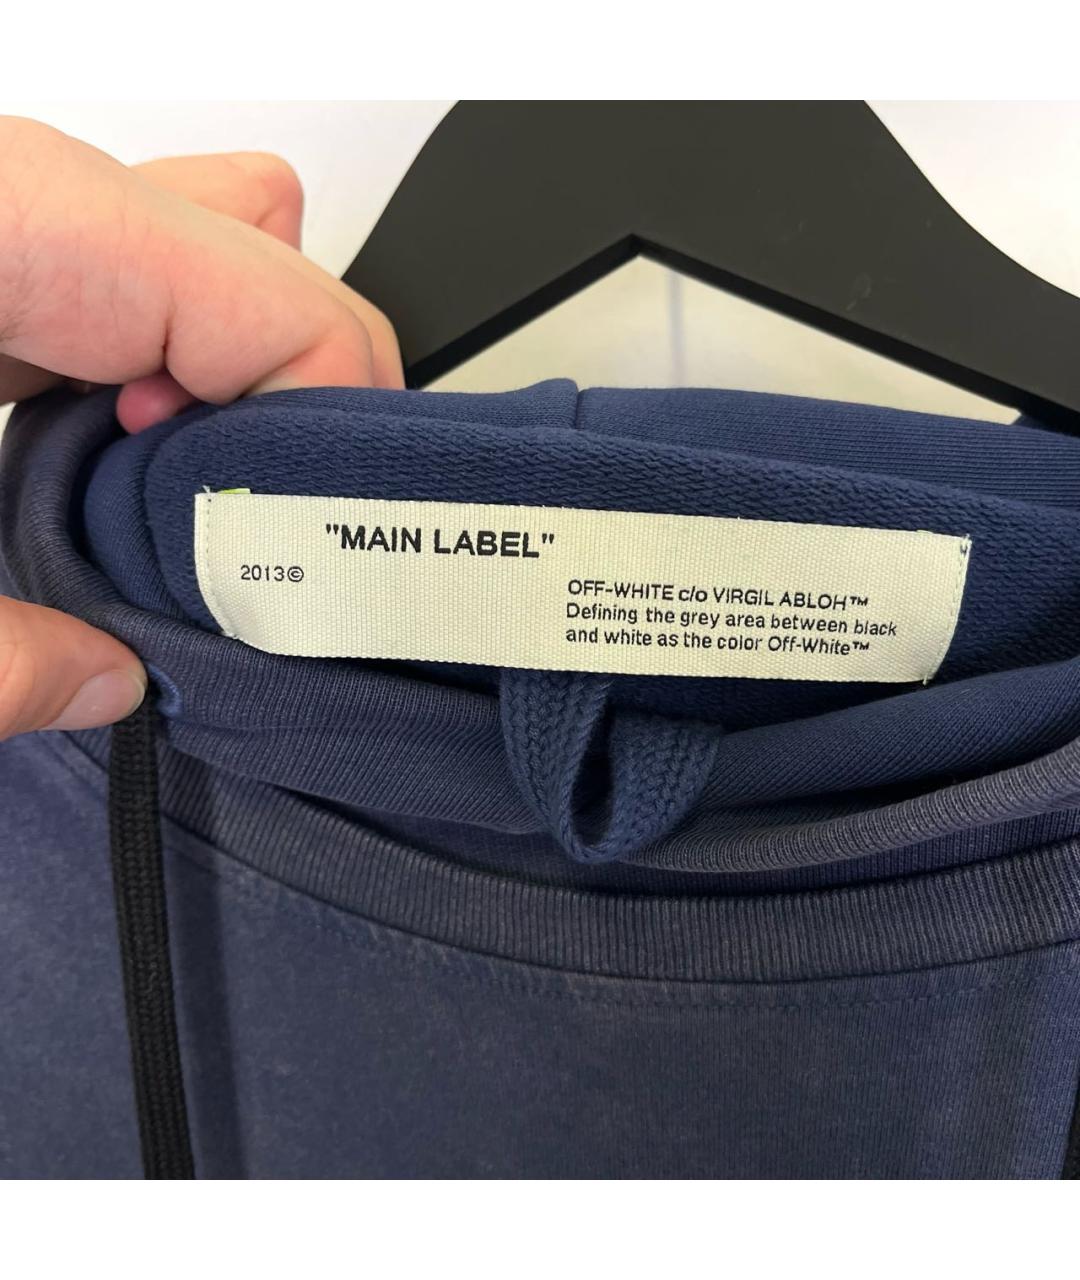 "MAIN LABEL"
2013©
OFF-WHITE c/o VIRGIL ABLOH™
Defining the grey area between black
and white as the color Off-White™